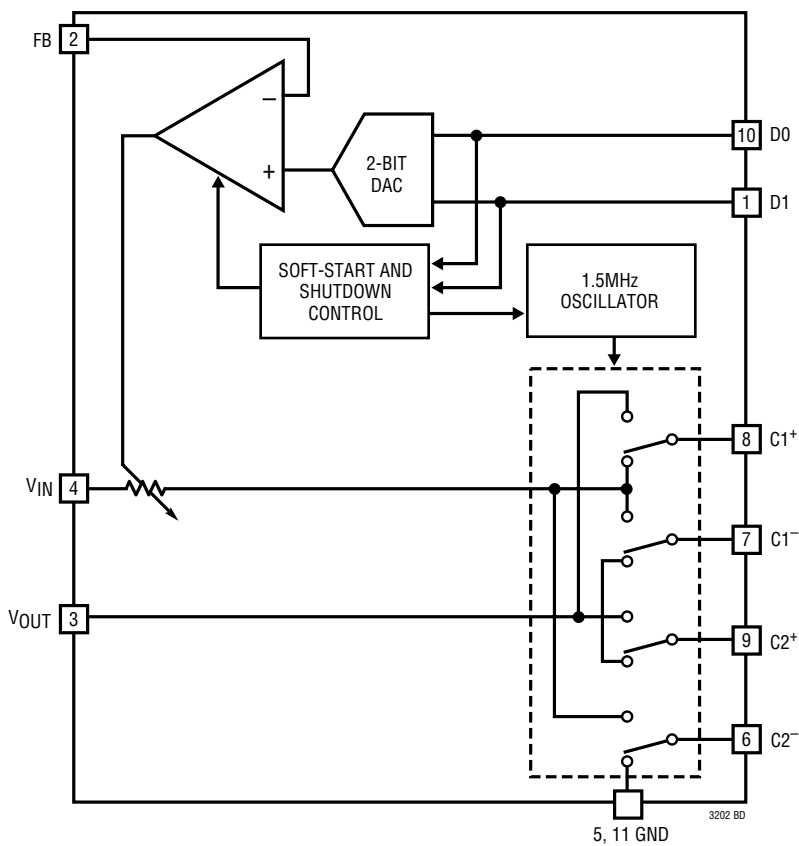 FB 2
−
+
2-BIT
DAC
10 D0
1 D1
SOFT-START AND
SHUTDOWN
CONTROL
1.5MHz
OSCILLATOR
8 C1+
VIN 4
7 C1−
VOUT 3
9 C2+
6 C2−
3202 BD
5, 11 GND